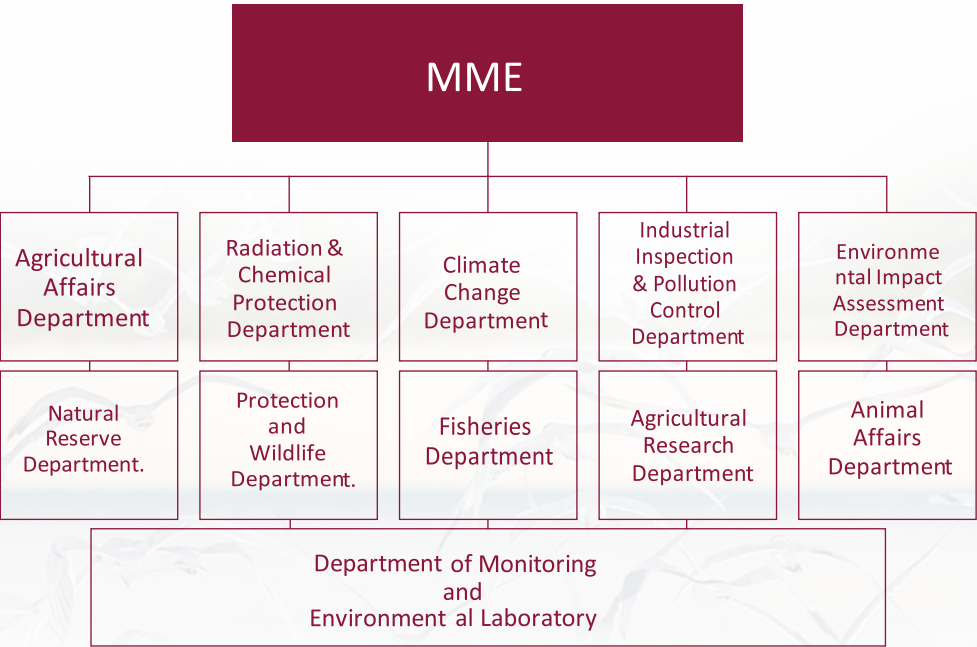 MME
Agricultural
Affairs
Department
Radiation &
Chemical
Protection
Department
Climate
Change
Department
Industrial
Inspection
& Pollution
Control
Department
Environme
ntal Impact
Assessment
Department
Natural
Reserve
Department.
Protection
and
Wildlife
Department.
Fisheries
Department
Agricultural
Research
Department
Animal
Affairs
Department
Department of Monitoring
and
Environment al Laboratory